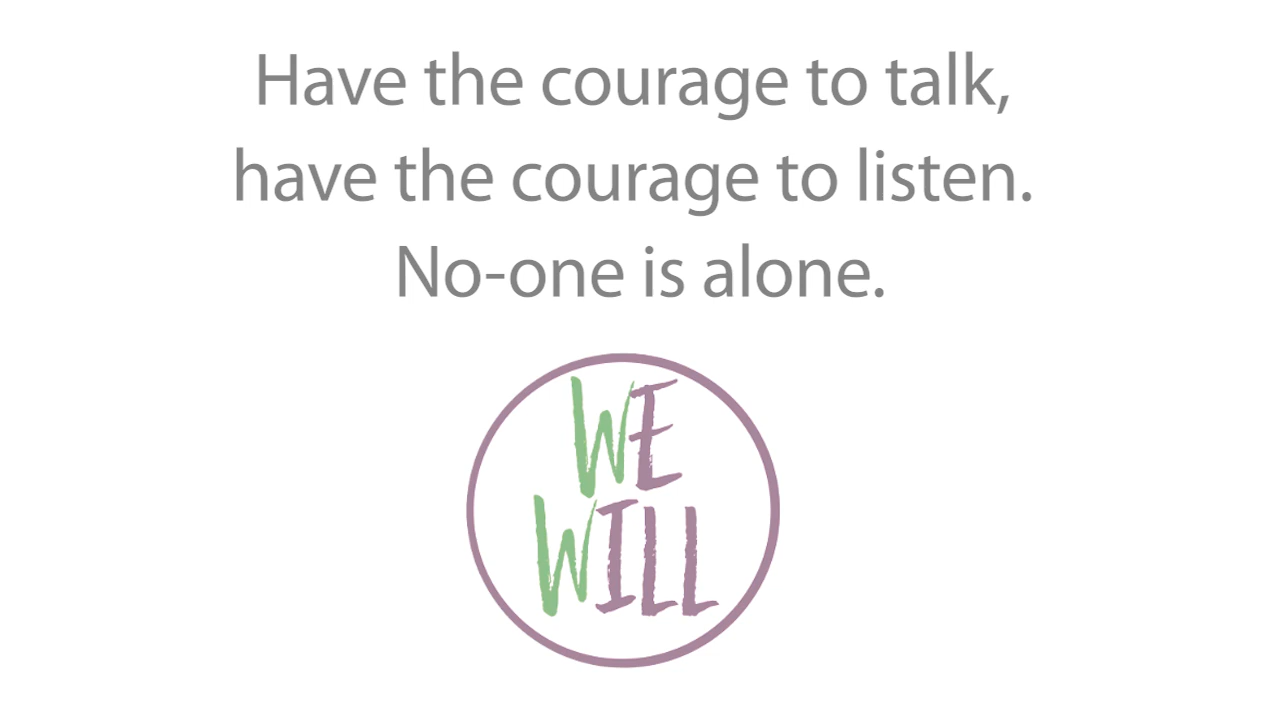 Have the courage to talk,
have the courage to listen.
No-one is alone.
WE
WILL